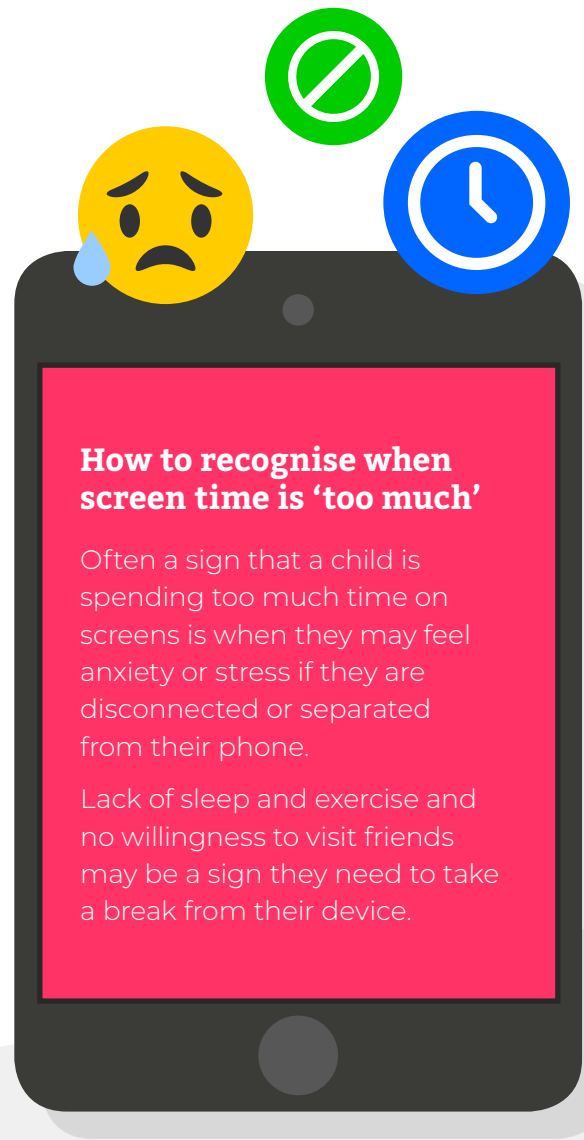 How to recognise when
screen time is ‘too much’
Often a sign that a child is
spending too much time on
screens is when they may feel
anxiety or stress if they are
disconnected or separated
from their phone.
Lack of sleep and exercise and
no willingness to visit friends
may be a sign they need to take
a break from their device.